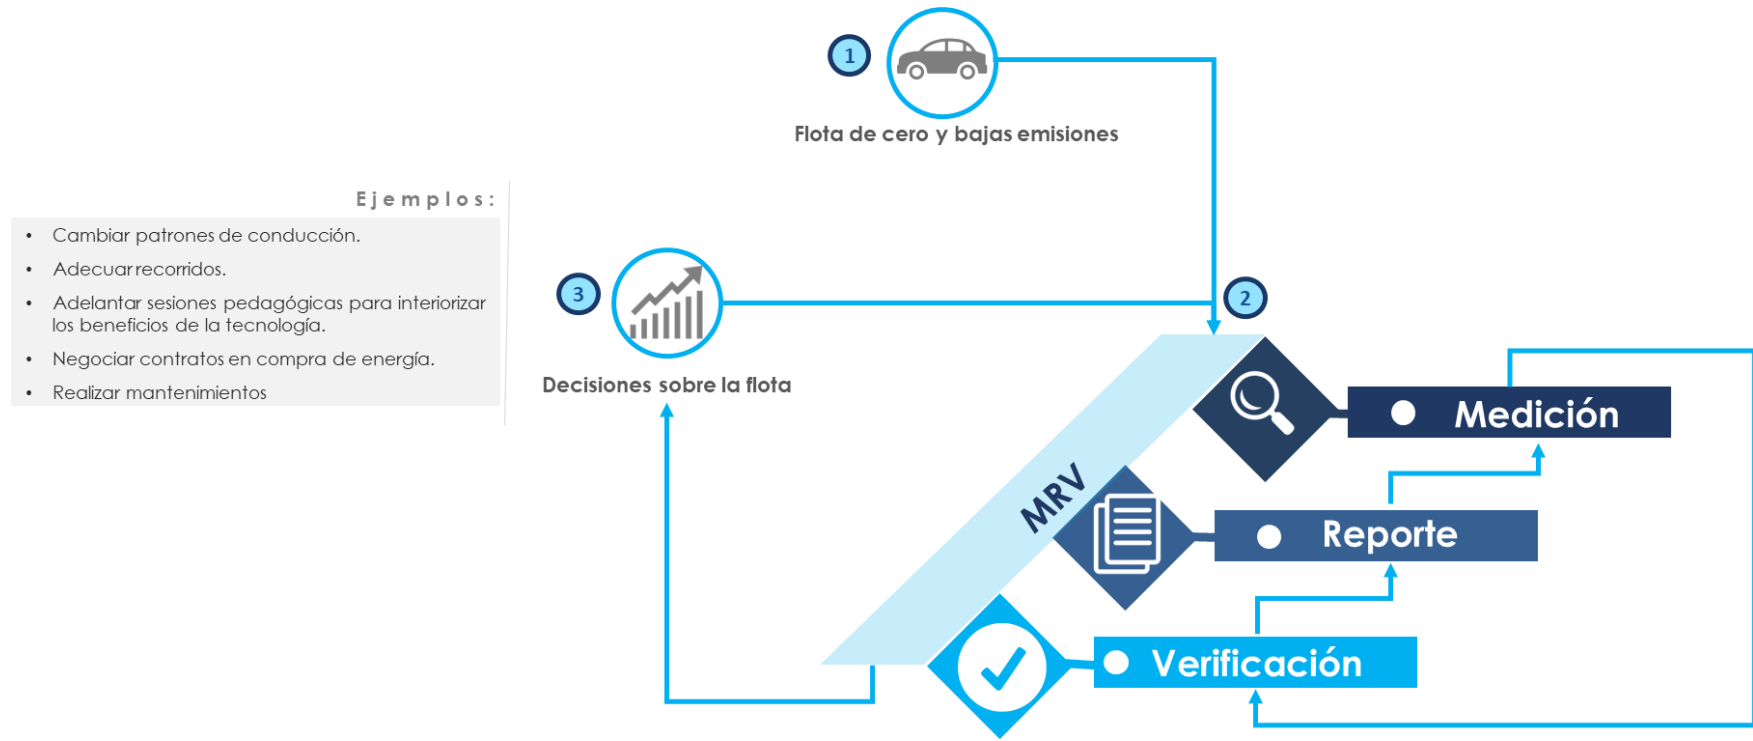 1
Flota de cero y bajas emisiones
Ejemplos:
• Cambiar patrones de conducción.
• Adecuar recorridos.
• Adelantar sesiones pedagógicas para interiorizar
los beneficios de la tecnología.
• Negociar contratos en compra de energía.
• Realizar mantenimientos
3
Decisiones sobre la flota
2
MRV
Medición
Reporte
Verificación